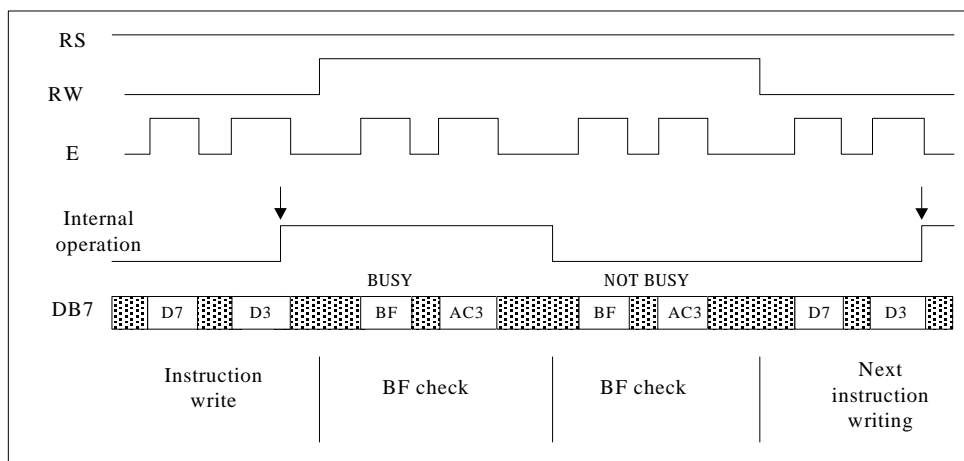 RS
RW
E
Internal
operation
BUSY NOT BUSY
DB7 D7 D3 BF AC3 BF AC3 D7 D3
Instruction
write
BF check
BF check
Next
instruction
writing